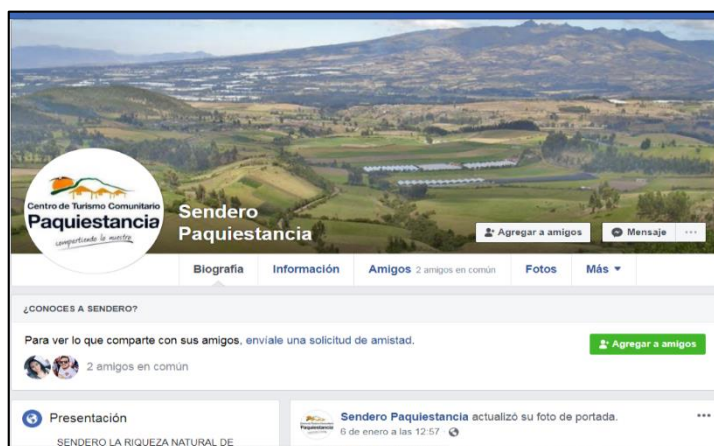 Centro de Turismo Comunitario
Paquiestancia
compartiendo lo nuestro
Sendero
Paquiestancia
Agregar a amigos
Mensaje
Biografía
Información
Amigos 2 amigos en común
Fotos
Más
¿CONOCES A SENDERO?
Para ver lo que comparte con sus amigos, envíale una solicitud de amistad.
Agregar a amigos
2 amigos en común
Presentación
SENDERO LA RIQUEZA NATURAL DE
Paquiestancia
Sendero Paquiestancia actualizó su foto de portada.
6 de enero a las 12:57 ·